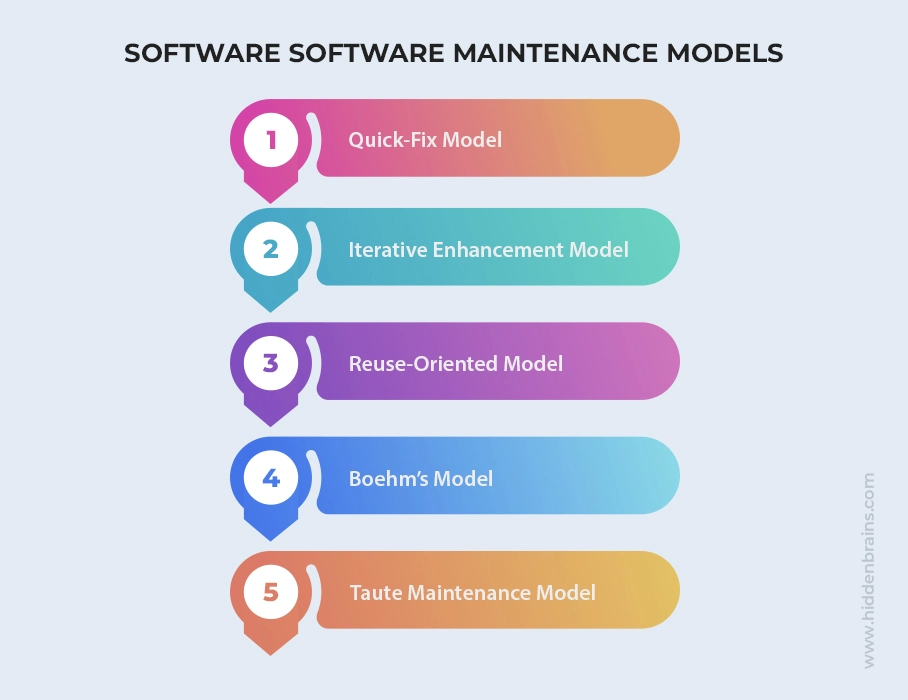 SOFTWARE SOFTWARE MAINTENANCE MODELS
1
Quick-Fix Model
2
Iterative Enhancement Model
3
Reuse-Oriented Model
4
Boehm’s Model
5
Taute Maintenance Model
www.hiddenbrains.com